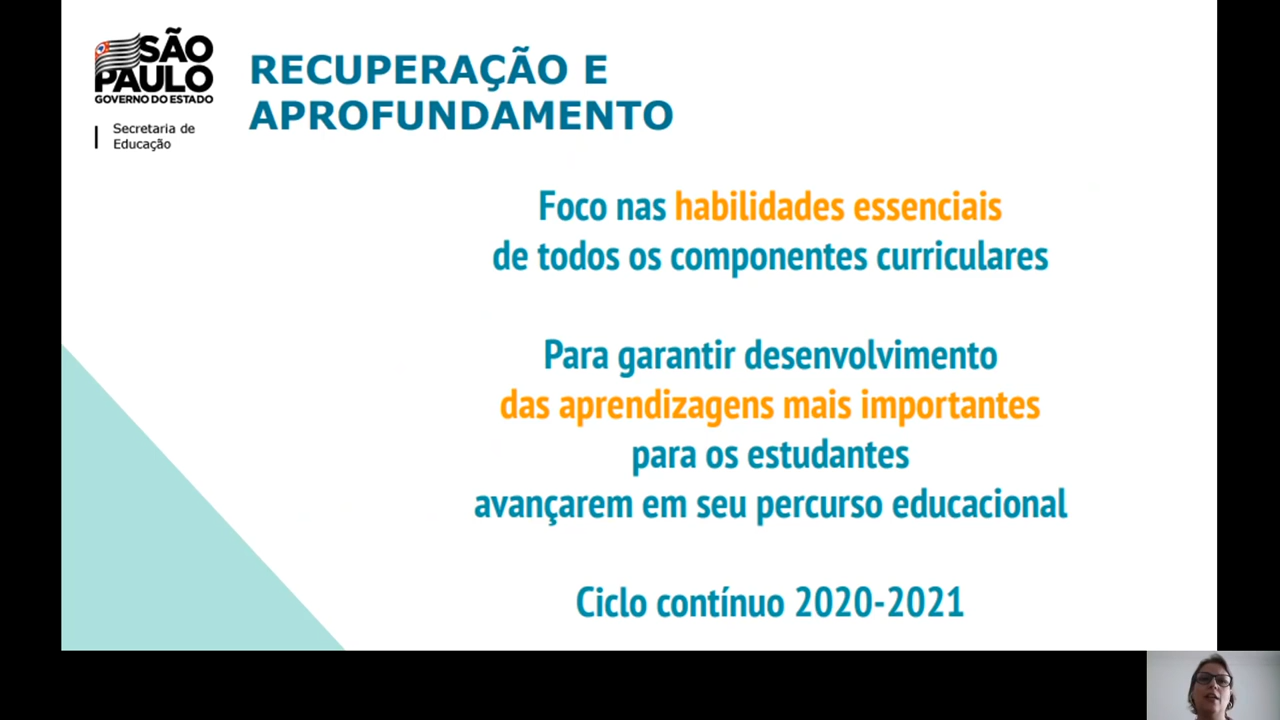 SÃO
PAULO
GOVERNO DO ESTADO
Secretaria de
Educação
RECUPERAÇÃO E
APROFUNDAMENTO
Foco nas habilidades essenciais
de todos os componentes curriculares
Para garantir desenvolvimento
das aprendizagens mais importantes
para os estudantes
avançarem em seu percurso educacional
Ciclo contínuo 2020-2021